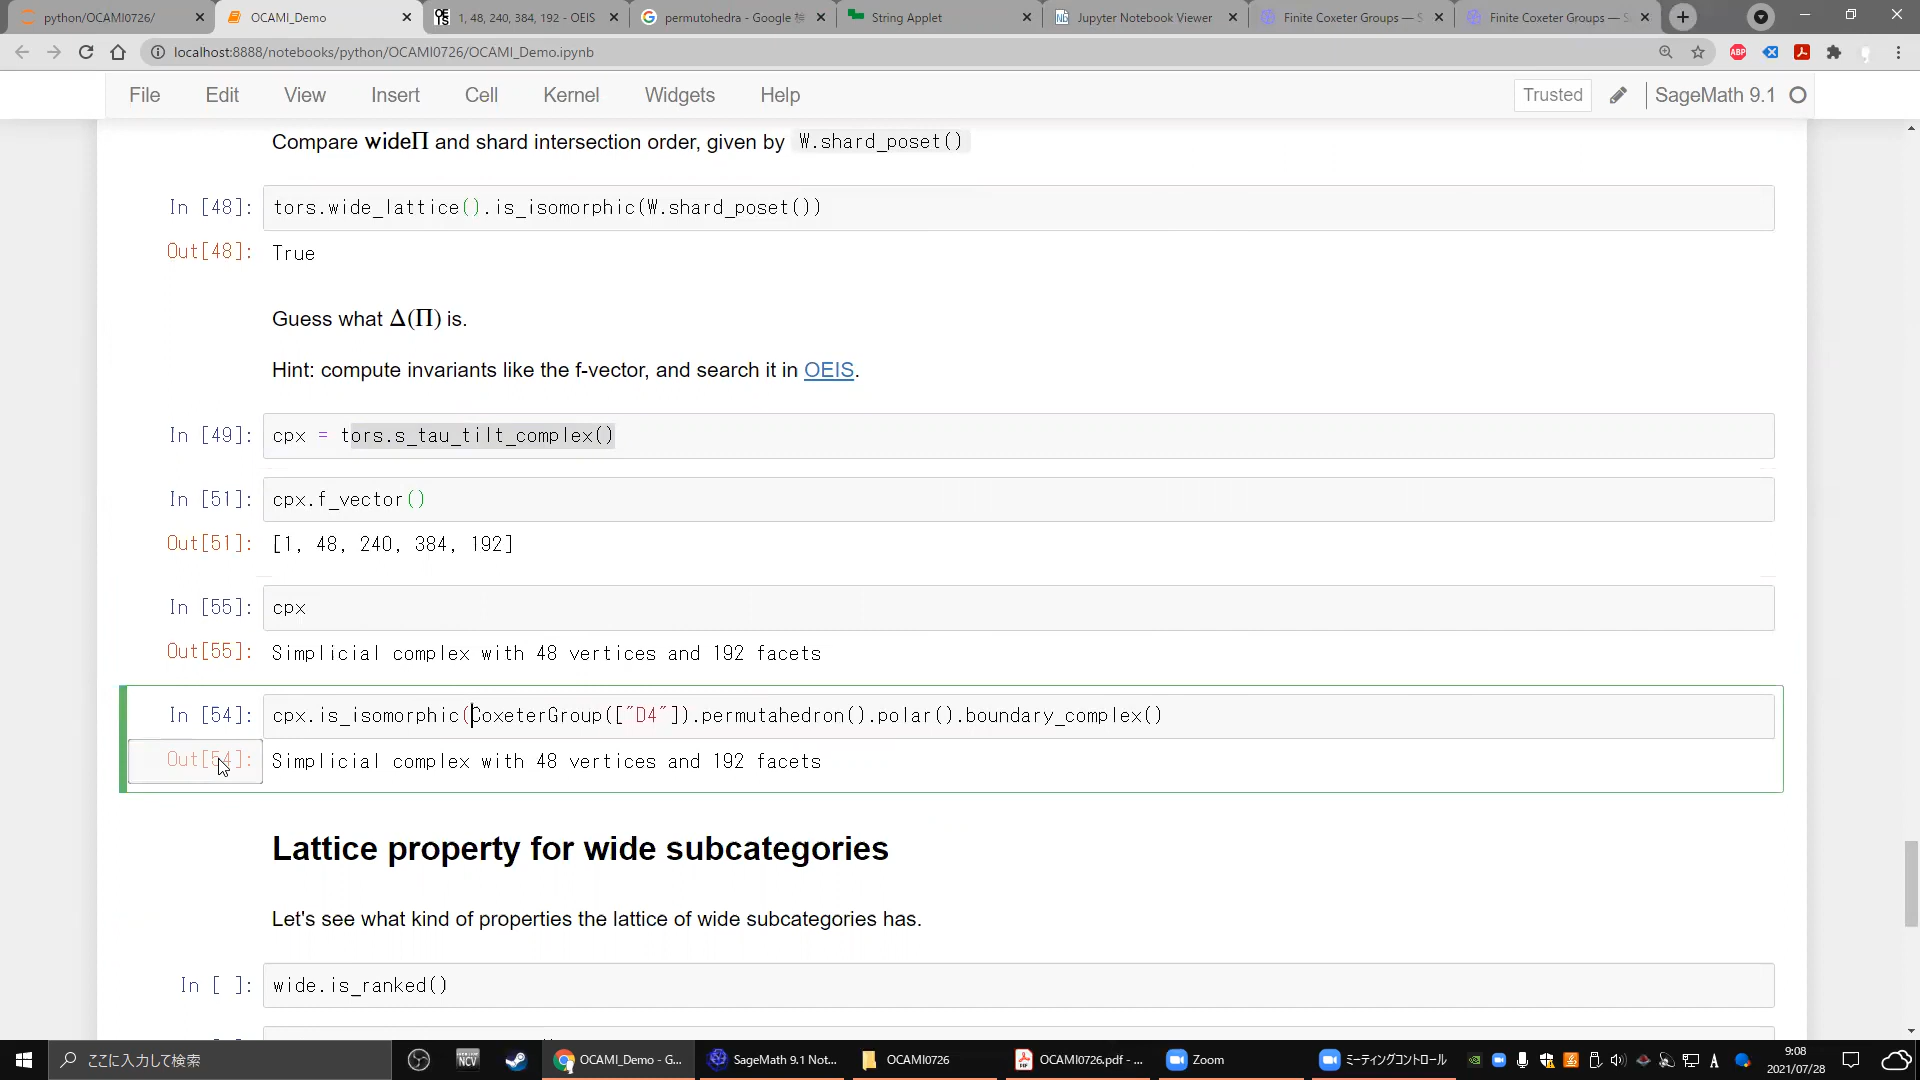 python/OCAMI0726/
OCAMI_Demo
1, 48, 240, 384, 192 - OEIS
permutohedra - Google 検
String Applet
Jupyter Notebook Viewer
Finite Coxeter Groups — S
Finite Coxeter Groups — S
localhost:8888/notebooks/python/OCAMI0726/OCAMI_Demo.ipynb
ABP
File Edit View Insert Cell Kernel Widgets Help
Trusted
SageMath 9.1
Compare wideΠ and shard intersection order, given by W.shard_poset()
In [48]: tors.wide_lattice().is_isomorphic(W.shard_poset())
Out[48]: True
Guess what Δ(Π) is.
Hint: compute invariants like the f-vector, and search it in OEIS.
In [49]: cpx = tors.s_tau_tilt_complex()
In [51]: cpx.f_vector()
Out[51]: [1, 48, 240, 384, 192]
In [55]: cpx
Out[55]: Simplicial complex with 48 vertices and 192 facets
In [54]: cpx.is_isomorphic(CoxeterGroup(["D4"]).permutahedron().polar().boundary_complex()
Out[54]: Simplicial complex with 48 vertices and 192 facets
Lattice property for wide subcategories
Let's see what kind of properties the lattice of wide subcategories has.
In [ ]: wide.is_ranked()
ここに入力して検索
NCV
OCAMI_Demo - G...
SageMath 9.1 Not...
OCAMI0726
OCAMI0726.pdf - ...
Zoom
ミーティングコントロール
A
9:08
2021/07/28